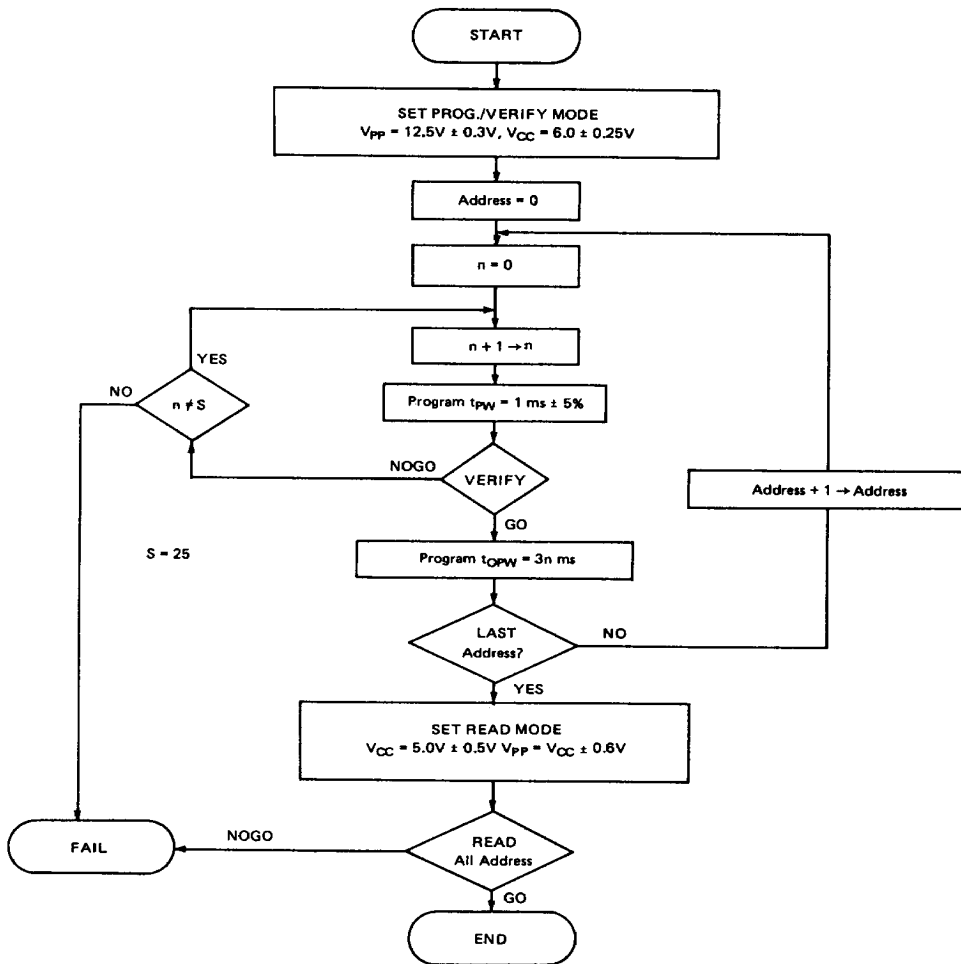 START
SET PROG./VERIFY MODE
VPP = 12.5V ± 0.3V, VCC = 6.0 ± 0.25V
Address = 0
n = 0
n + 1 → n
YES
NO
n ≠ S
Program tPW = 1 ms ± 5%
NOGO
VERIFY
Address + 1 → Address
GO
S = 25
Program tOPW = 3n ms
LAST
Address?
NO
YES
SET READ MODE
VCC = 5.0V ± 0.5V VPP = VCC ± 0.6V
FAIL
NOGO
READ
All Address
GO
END